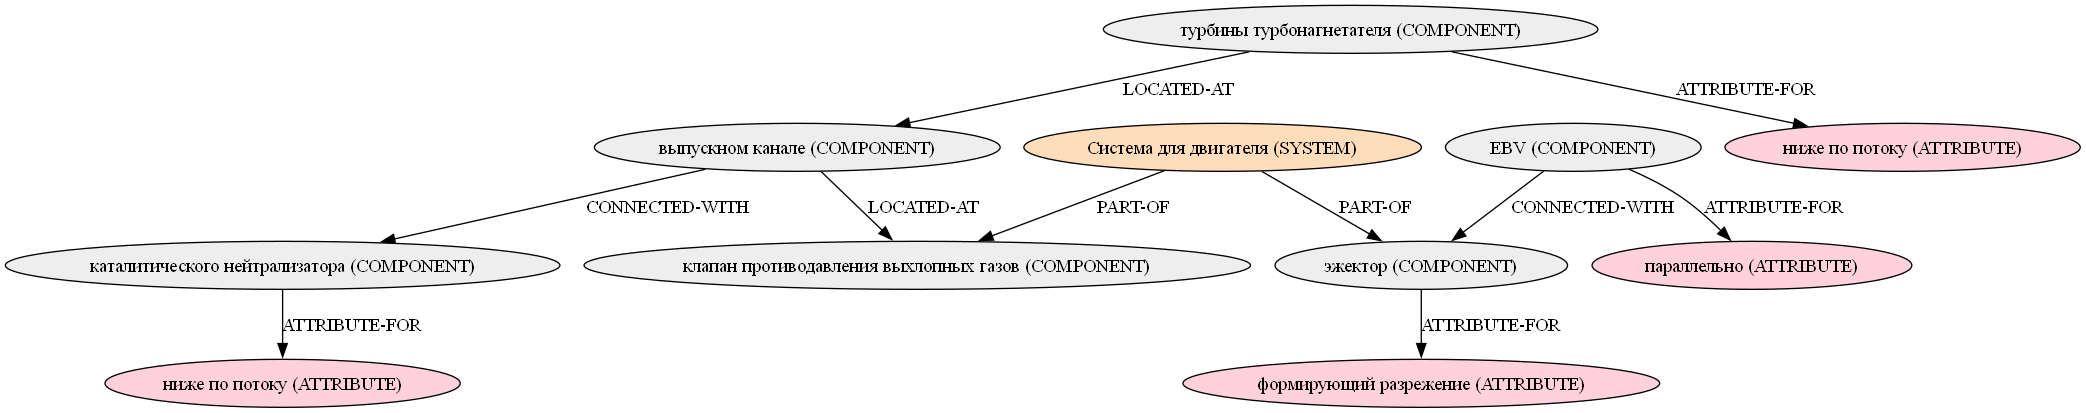 турбины турбонагнетателя (COMPONENT)
LOCATED-AT
ATTRIBUTE-FOR
выпускном канале (COMPONENT)
Система для двигателя (SYSTEM)
EBV (COMPONENT)
ниже по потоку (ATTRIBUTE)
CONNECTED-WITH
LOCATED-AT
PART-OF
PART-OF
CONNECTED-WITH
ATTRIBUTE-FOR
каталитического нейтрализатора (COMPONENT)
клапан противодавления выхлопных газов (COMPONENT)
эжектор (COMPONENT)
параллельно (ATTRIBUTE)
ATTRIBUTE-FOR
ATTRIBUTE-FOR
ниже по потоку (ATTRIBUTE)
формирующий разрежение (ATTRIBUTE)